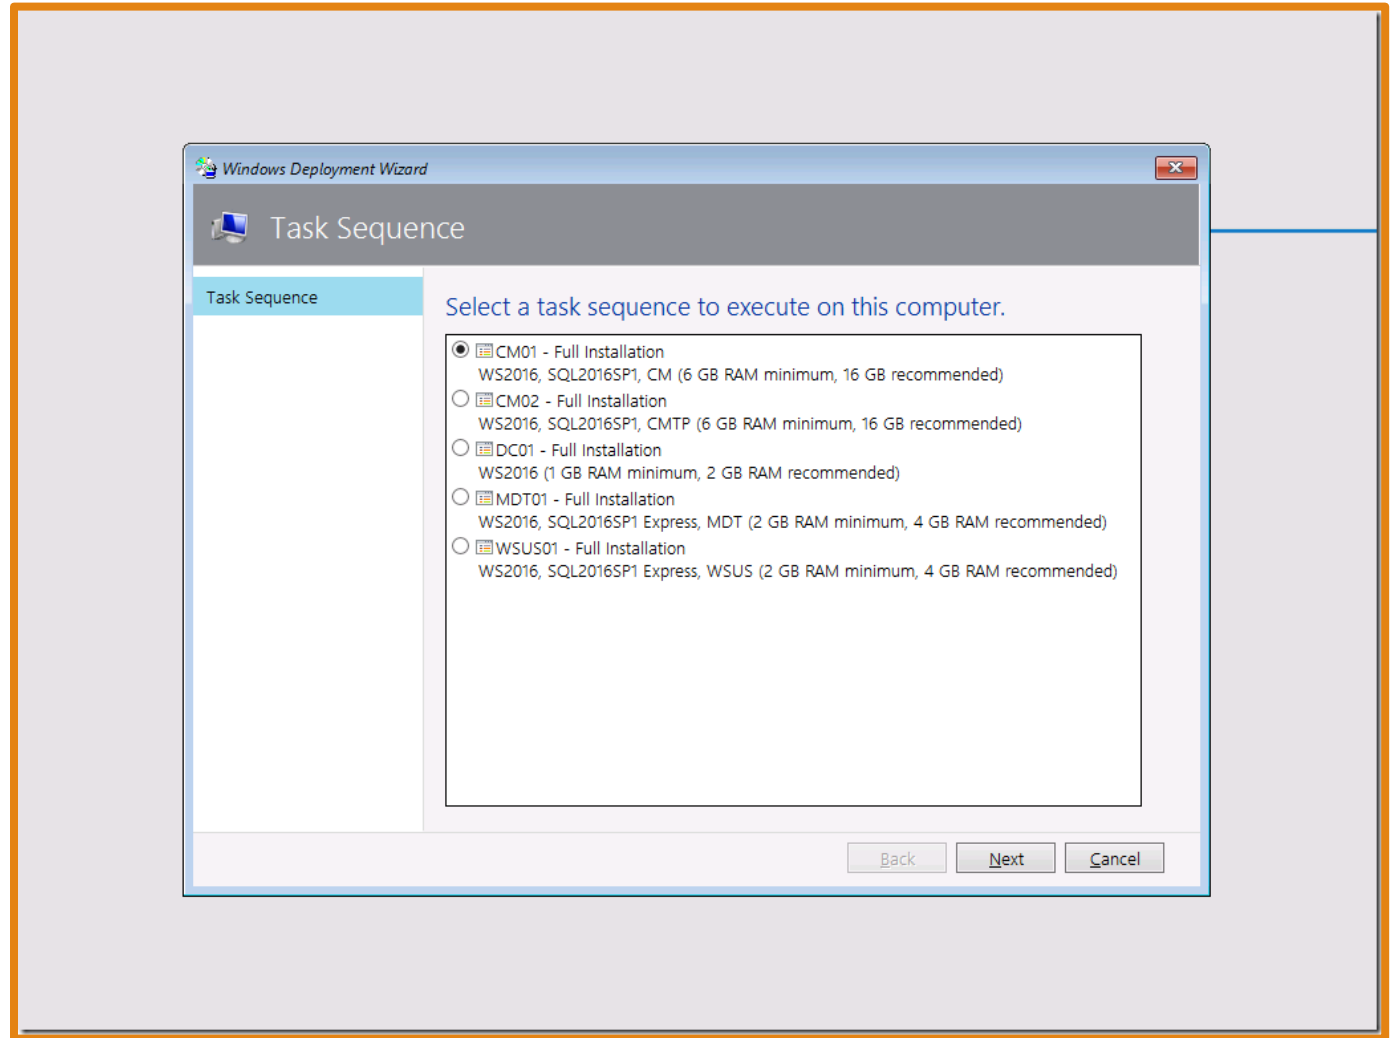 Windows Deployment Wizard
Task Sequence
Task Sequence
Select a task sequence to execute on this computer.
CM01 - Full Installation
WS2016, SQL2016SP1, CM (6 GB RAM minimum, 16 GB recommended)
CM02 - Full Installation
WS2016, SQL2016SP1, CMTP (6 GB RAM minimum, 16 GB recommended)
DC01 - Full Installation
WS2016 (1 GB RAM minimum, 2 GB RAM recommended)
MDT01 - Full Installation
WS2016, SQL2016SP1 Express, MDT (2 GB RAM minimum, 4 GB RAM recommended)
WSUS01 - Full Installation
WS2016, SQL2016SP1 Express, WSUS (2 GB RAM minimum, 4 GB RAM recommended)
Back Next Cancel